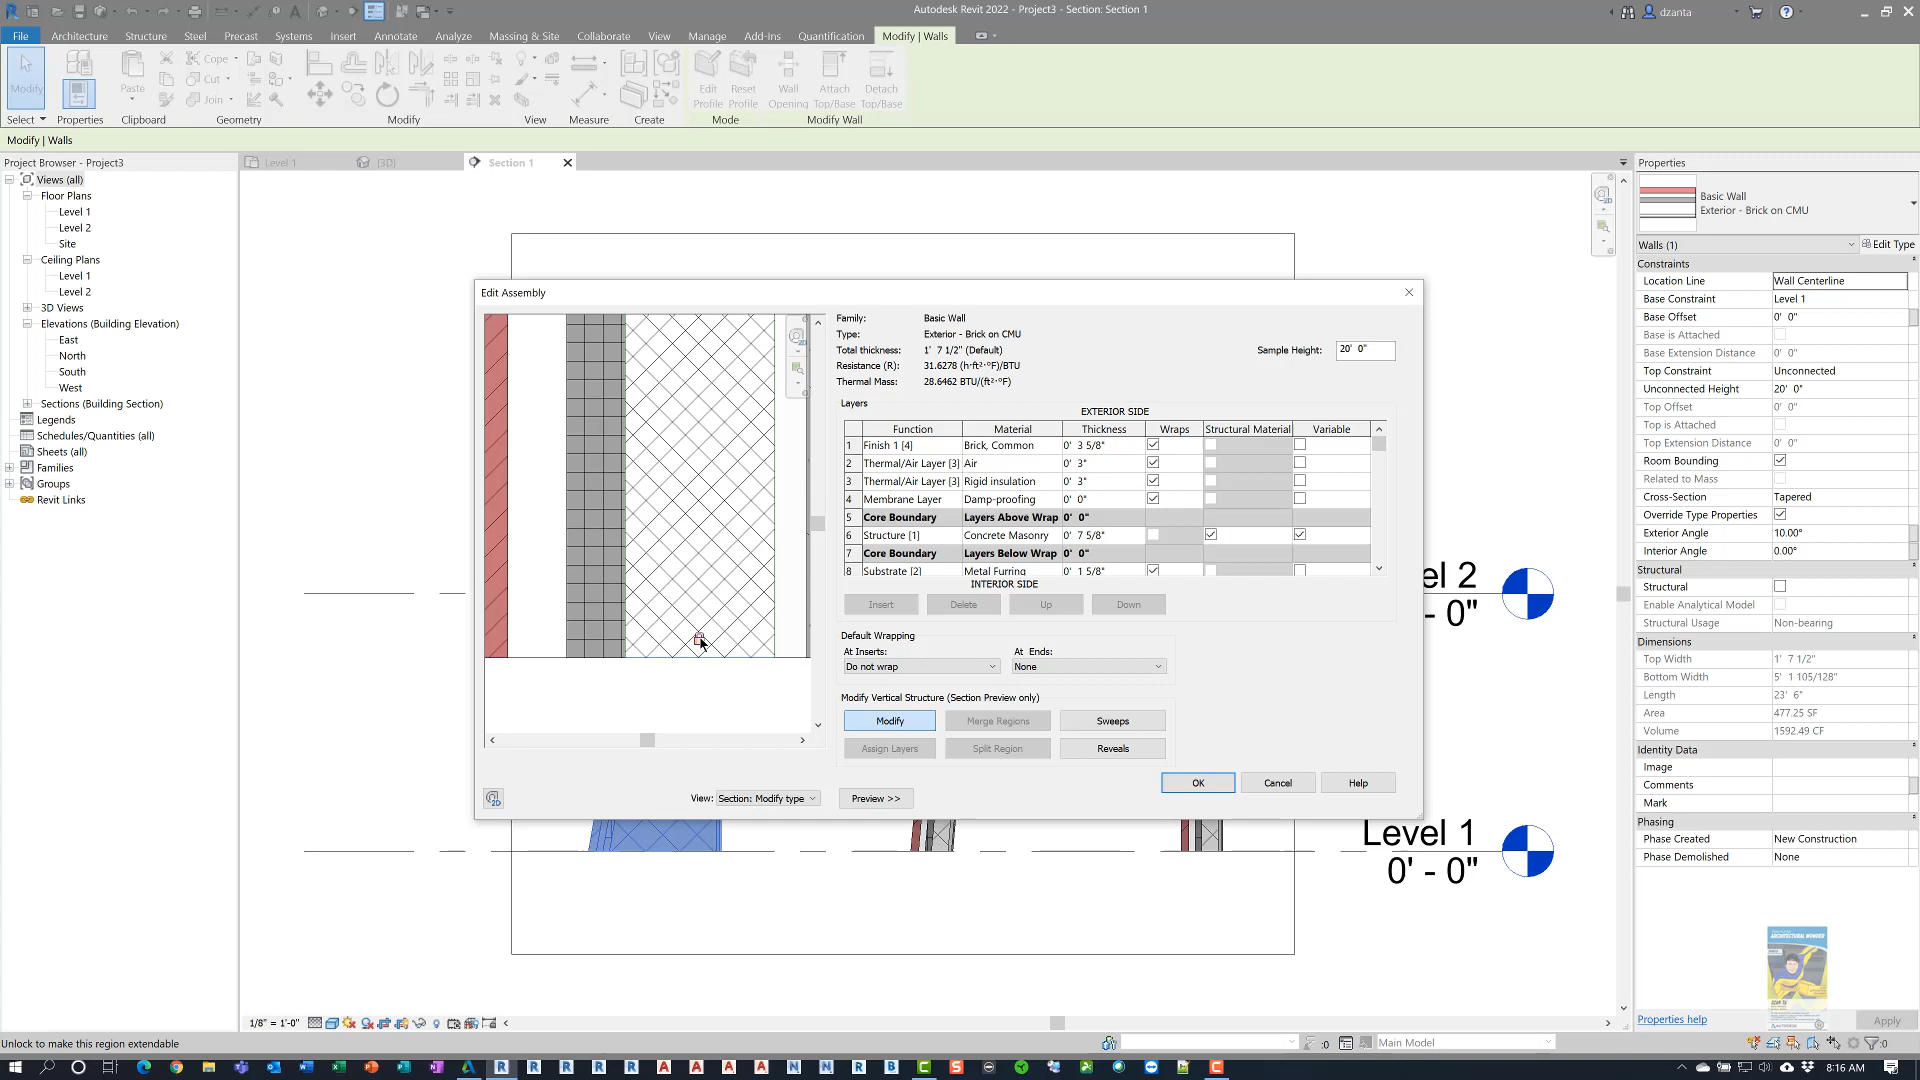 Autodesk Revit 2022 - Project3 - Section: Section 1
dzanta
File Architecture Structure Steel Precast Systems Insert Annotate Analyze Massing & Site Collaborate View Manage Add-Ins Quantification Modify | Walls
Modify
Paste
Cope
Cut
Join
Edit Profile
Reset Profile
Wall Opening
Attach Top/Base
Detach Top/Base
Select Properties Clipboard Geometry Modify View Measure Create Mode Modify Wall
Modify | Walls
Project Browser - Project3
Views (all)
Floor Plans
Level 1
Level 2
Site
Ceiling Plans
Level 1
Level 2
3D Views
Elevations (Building Elevation)
East
North
South
West
Sections (Building Section)
Legends
Schedules/Quantities (all)
Sheets (all)
Families
Groups
Revit Links
Level 1
{3D}
Section 1
Edit Assembly
Family: Basic Wall
Type: Exterior - Brick on CMU
Total thickness: 1' 7 1/2" (Default)
Resistance (R): 31.6278 (h·ft²·°F)/BTU
Thermal Mass: 28.6462 BTU/(ft²·°F)
Sample Height: 20' 0"
Layers
EXTERIOR SIDE
Function Material Thickness Wraps Structural Material Variable
1 Finish 1 [4] Brick, Common 0' 3 5/8"
2 Thermal/Air Layer [3] Air 0' 3"
3 Thermal/Air Layer [3] Rigid insulation 0' 3"
4 Membrane Layer Damp-proofing 0' 0"
5 Core Boundary Layers Above Wrap 0' 0"
6 Structure [1] Concrete Masonry 0' 7 5/8"
7 Core Boundary Layers Below Wrap 0' 0"
8 Substrate [2] Metal Furring 0' 1 5/8"
INTERIOR SIDE
Insert Delete Up Down
Default Wrapping
At Inserts: At Ends:
Do not wrap None
Modify Vertical Structure (Section Preview only)
Modify Merge Regions Sweeps
Assign Layers Split Region Reveals
OK Cancel Help
View: Section: Modify type Preview >>
2D
el 2
- 0"
Level 1
0' - 0"
Properties
Basic Wall
Exterior - Brick on CMU
Walls (1) Edit Type
Constraints
Location Line Wall Centerline
Base Constraint Level 1
Base Offset 0' 0"
Base is Attached
Base Extension Distance 0' 0"
Top Constraint Unconnected
Unconnected Height 20' 0"
Top Offset 0' 0"
Top is Attached
Top Extension Distance 0' 0"
Room Bounding
Related to Mass
Cross-Section Tapered
Override Type Properties
Exterior Angle 10.00°
Interior Angle 0.00°
Structural
Structural
Enable Analytical Model
Structural Usage Non-bearing
Dimensions
Top Width 1' 7 1/2"
Bottom Width 5' 1 105/128"
Length 23' 6"
Area 477.25 SF
Volume 1592.49 CF
Identity Data
Image
Comments
Mark
Phasing
Phase Created New Construction
Phase Demolished None
ARCHITECTURAL WONDER
Properties help Apply
1/8" = 1'-0"
Unlock to make this region extendable
:0
Main Model
:0
8:16 AM